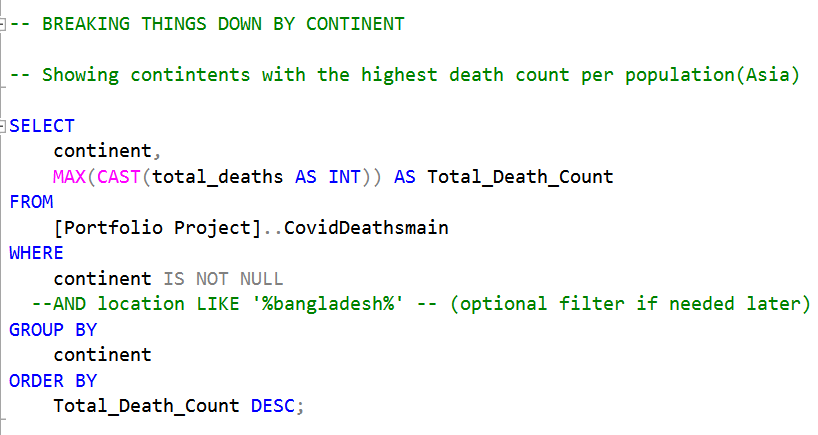 -- BREAKING THINGS DOWN BY CONTINENT
-- Showing contintents with the highest death count per population(Asia)
SELECT
continent,
MAX(CAST(total_deaths AS INT)) AS Total_Death_Count
FROM
[Portfolio Project]..CovidDeathsmain
WHERE
continent IS NOT NULL
--AND location LIKE '%bangladesh%' -- (optional filter if needed later)
GROUP BY
continent
ORDER BY
Total_Death_Count DESC;